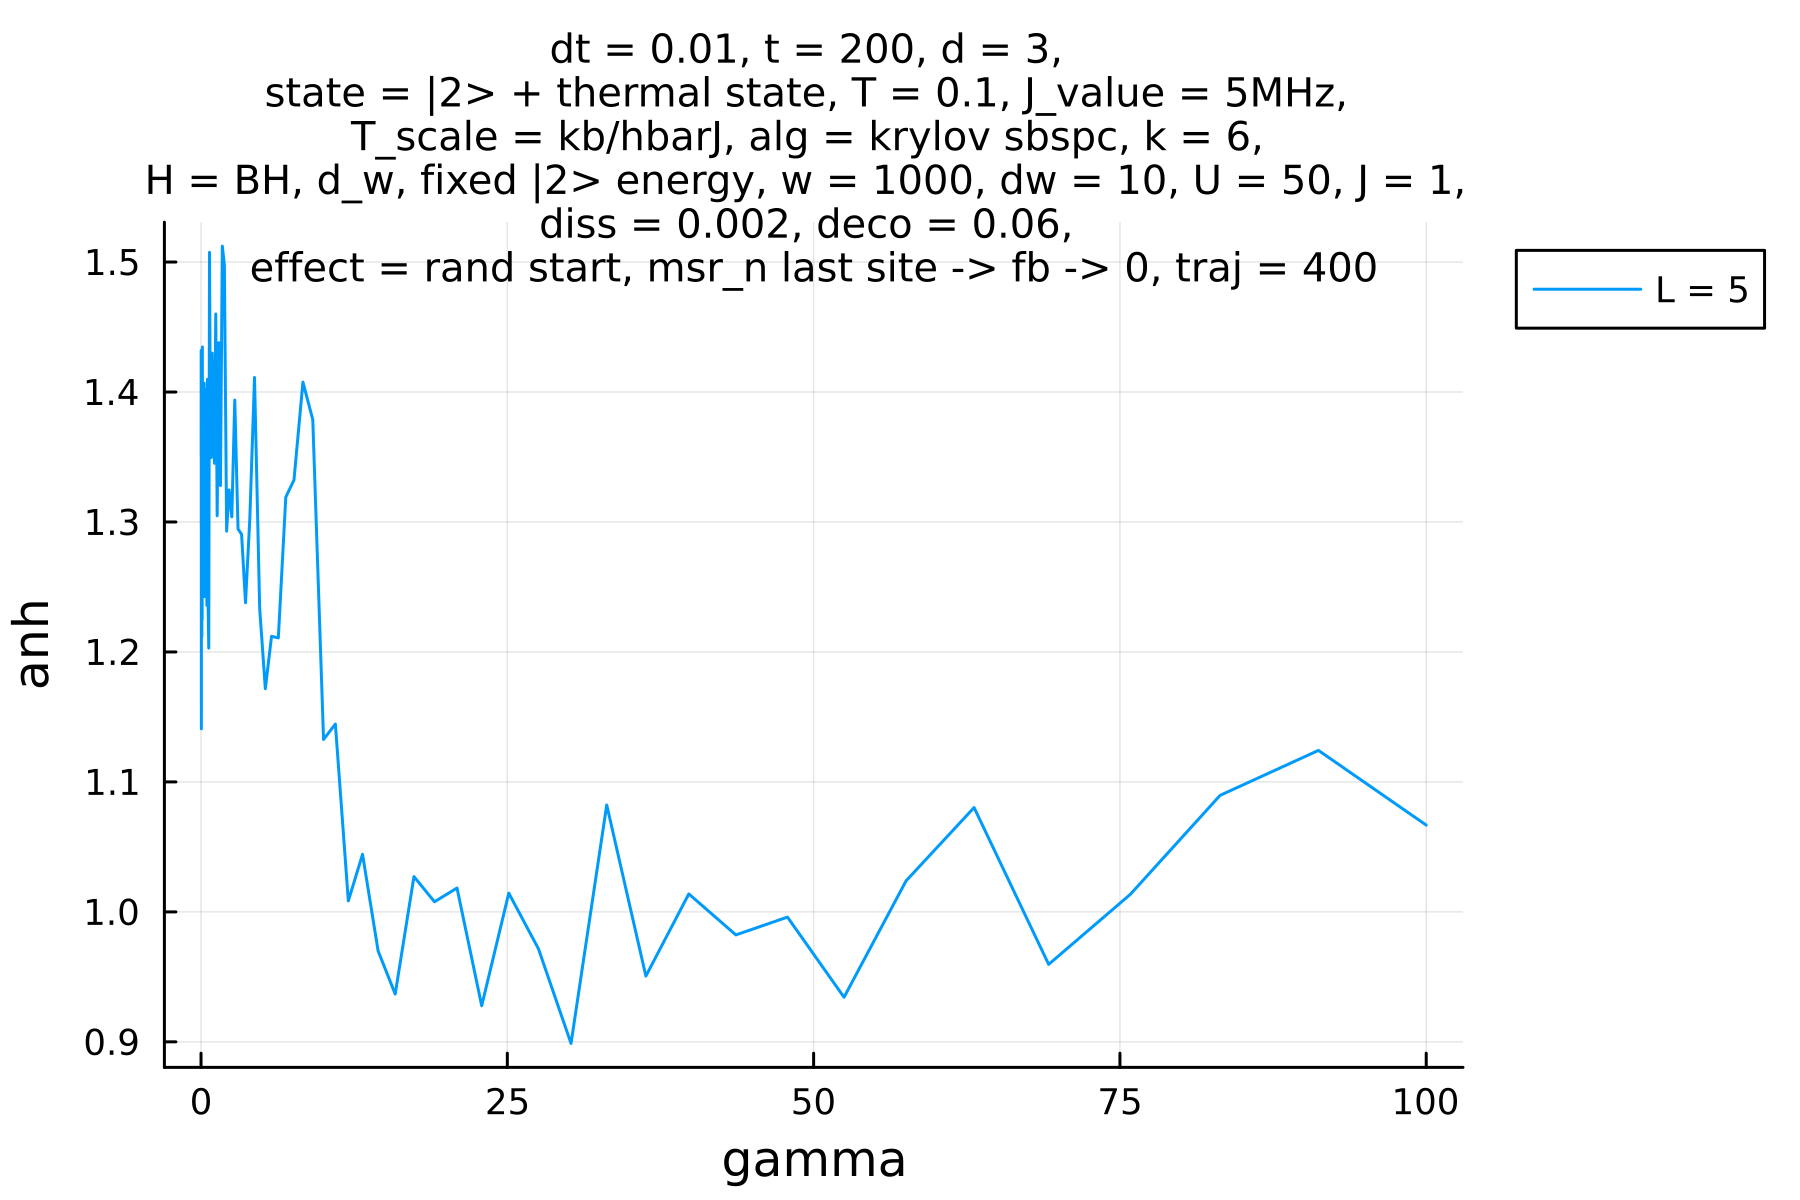 dt = 0.01, t = 200, d = 3,
state = |2> + thermal state, T = 0.1, J_value = 5MHz,
T_scale = kb/hbarJ, alg = krylov sbspc, k = 6,
H = BH, d_w, fixed |2> energy, w = 1000, dw = 10, U = 50, J = 1,
diss = 0.002, deco = 0.06,
effect = rand start, msr_n last site -> fb -> 0, traj = 400
L = 5
1.5
1.4
1.3
1.2
1.1
1.0
0.9
anh
0 25 50 75 100
gamma